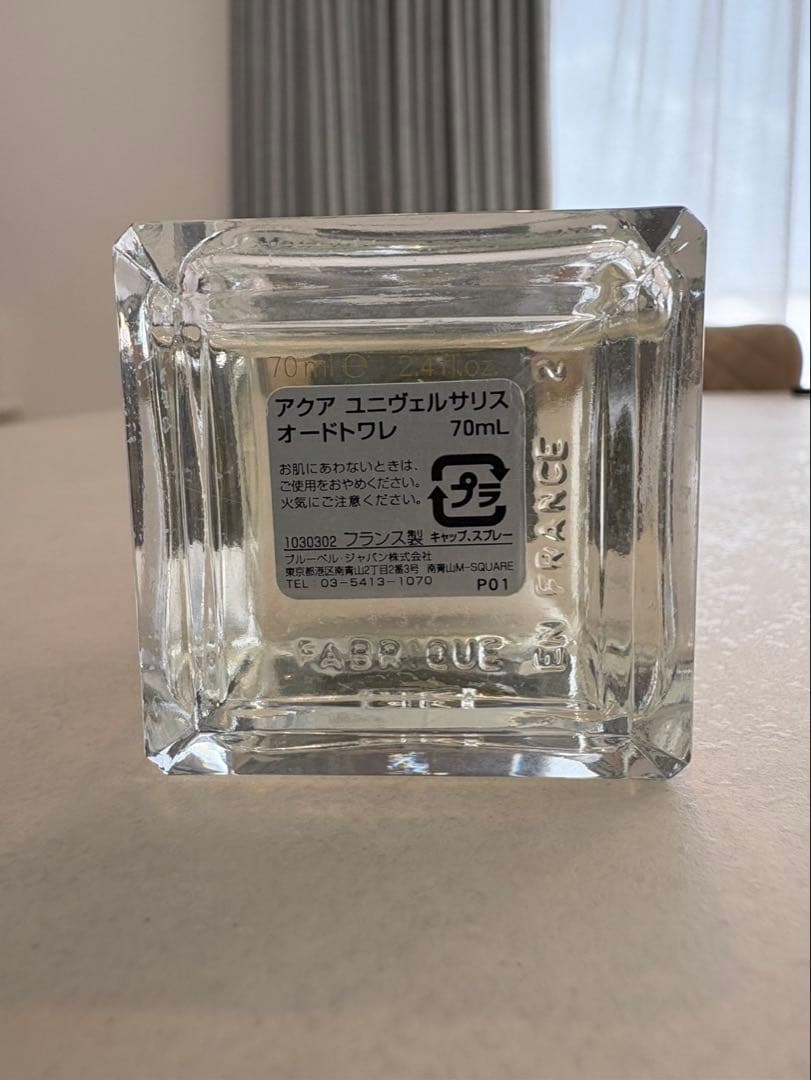 70 ml ℮ 2.4 fl.oz.
アクア ユニヴェルサリス
オードトワレ 70mL
お肌にあわないときは、
ご使用をおやめください。
火気にご注意ください。
プラ
1030302 フランス製 キャップ、スプレー
ブルーベル・ジャパン株式会社
東京都港区南青山2丁目2番3号 南青山M-SQUARE
TEL 03-5413-1070 P01
FABRIQUE
EN FRANCE 2